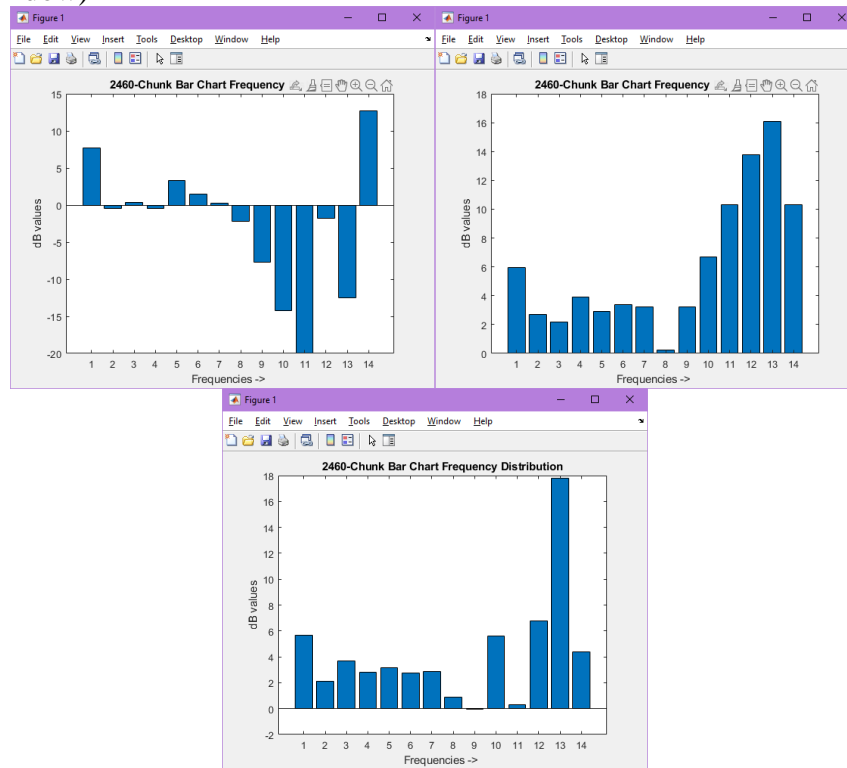 Figure 1
File Edit View Insert Tools Desktop Window Help
2460-Chunk Bar Chart Frequency
15
10
5
0
-5
-10
-15
-20
dB values
1 2 3 4 5 6 7 8 9 10 11 12 13 14
Frequencies ->
Figure 1
File Edit View Insert Tools Desktop Window Help
2460-Chunk Bar Chart Frequency
18
16
14
12
10
8
6
4
2
0
dB values
1 2 3 4 5 6 7 8 9 10 11 12 13 14
Frequencies ->
Figure 1
File Edit View Insert Tools Desktop Window Help
2460-Chunk Bar Chart Frequency Distribution
18
16
14
12
10
8
6
4
2
0
-2
dB values
1 2 3 4 5 6 7 8 9 10 11 12 13 14
Frequencies ->